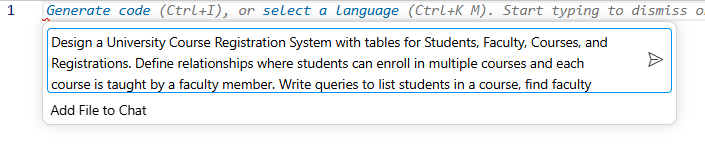 1 Generate code (Ctrl+I), or select a language (Ctrl+K M). Start typing to dismiss o
Design a University Course Registration System with tables for Students, Faculty, Courses, and
Registrations. Define relationships where students can enroll in multiple courses and each
course is taught by a faculty member. Write queries to list students in a course, find faculty
Add File to Chat